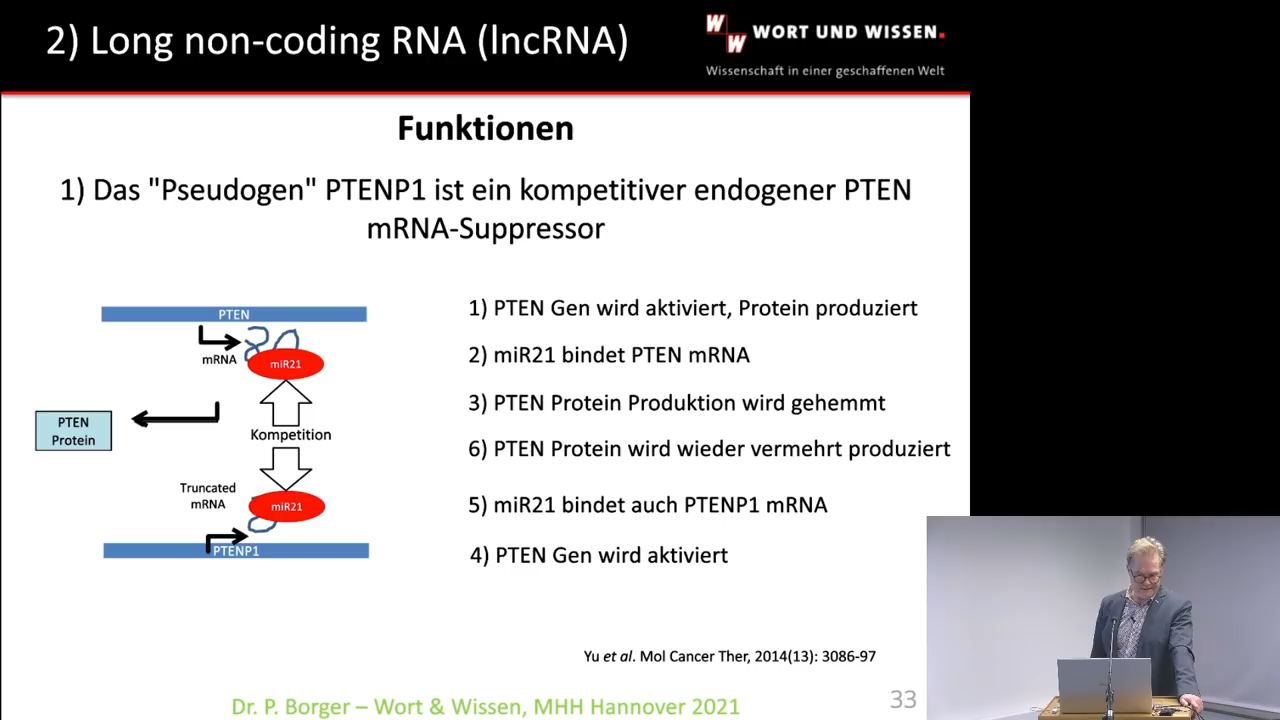 2) Long non-coding RNA (lncRNA)
W
W
WORT UND WISSEN.
Wissenschaft in einer geschaffenen Welt
Funktionen
1) Das "Pseudogen" PTENP1 ist ein kompetitiver endogener PTEN
mRNA-Suppressor
PTEN
mRNA
miR21
PTEN
Protein
Kompetition
Truncated
mRNA
miR21
PTENP1
1) PTEN Gen wird aktiviert, Protein produziert
2) miR21 bindet PTEN mRNA
3) PTEN Protein Produktion wird gehemmt
6) PTEN Protein wird wieder vermehrt produziert
5) miR21 bindet auch PTENP1 mRNA
4) PTEN Gen wird aktiviert
Yu et al. Mol Cancer Ther, 2014(13): 3086-97
Dr. P. Borger – Wort & Wissen, MHH Hannover 2021
33